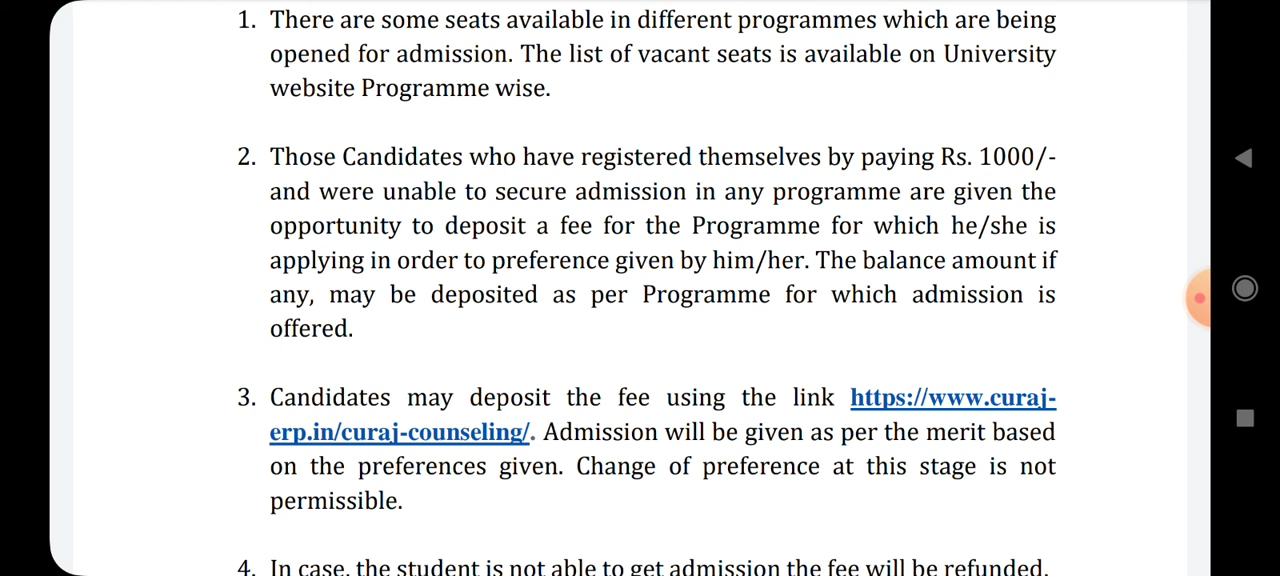 1. There are some seats available in different programmes which are being
opened for admission. The list of vacant seats is available on University
website Programme wise.
2. Those Candidates who have registered themselves by paying Rs. 1000/-
and were unable to secure admission in any programme are given the
opportunity to deposit a fee for the Programme for which he/she is
applying in order to preference given by him/her. The balance amount if
any, may be deposited as per Programme for which admission is
offered.
3. Candidates may deposit the fee using the link https://www.curaj-
erp.in/curaj-counseling/. Admission will be given as per the merit based
on the preferences given. Change of preference at this stage is not
permissible.
4. In case, the student is not able to get admission the fee will be refunded.